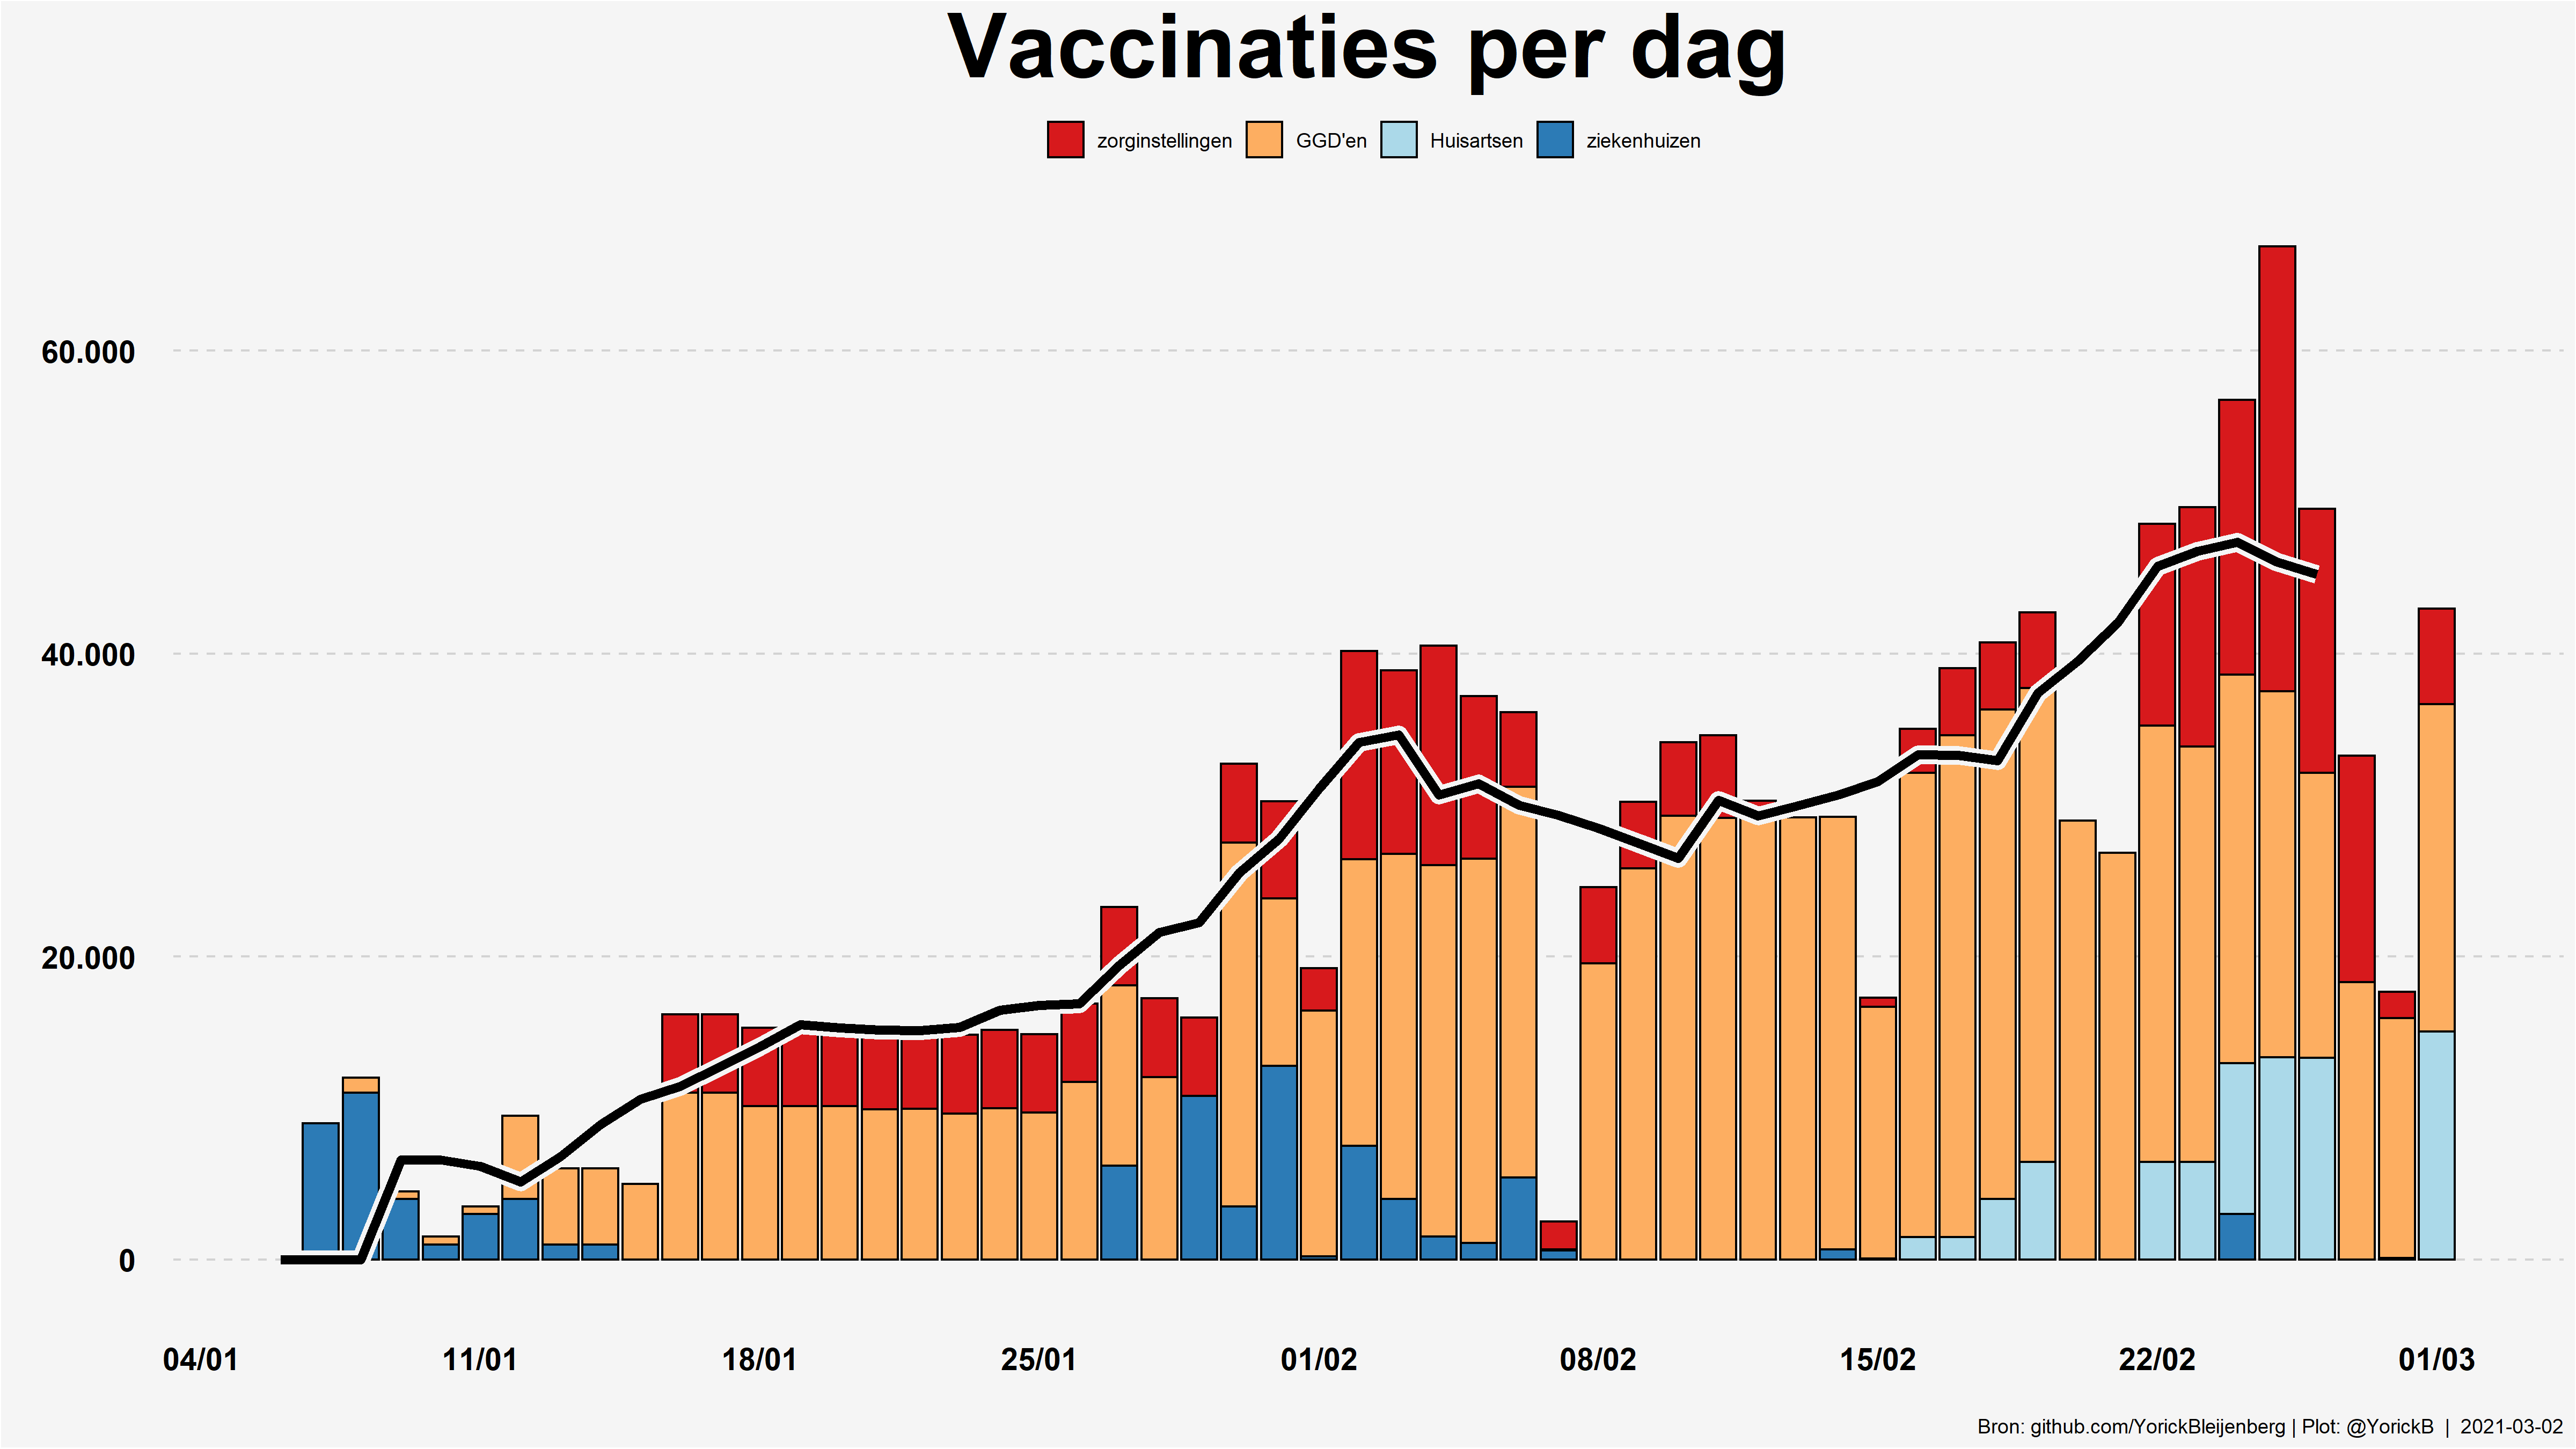 Vaccinaties per dag
zorginstellingen GGD'en Huisartsen ziekenhuizen
60.000
40.000
20.000
0
04/01 11/01 18/01 25/01 01/02 08/02 15/02 22/02 01/03
Bron: github.com/YorickBleijenberg | Plot: @YorickB | 2021-03-02